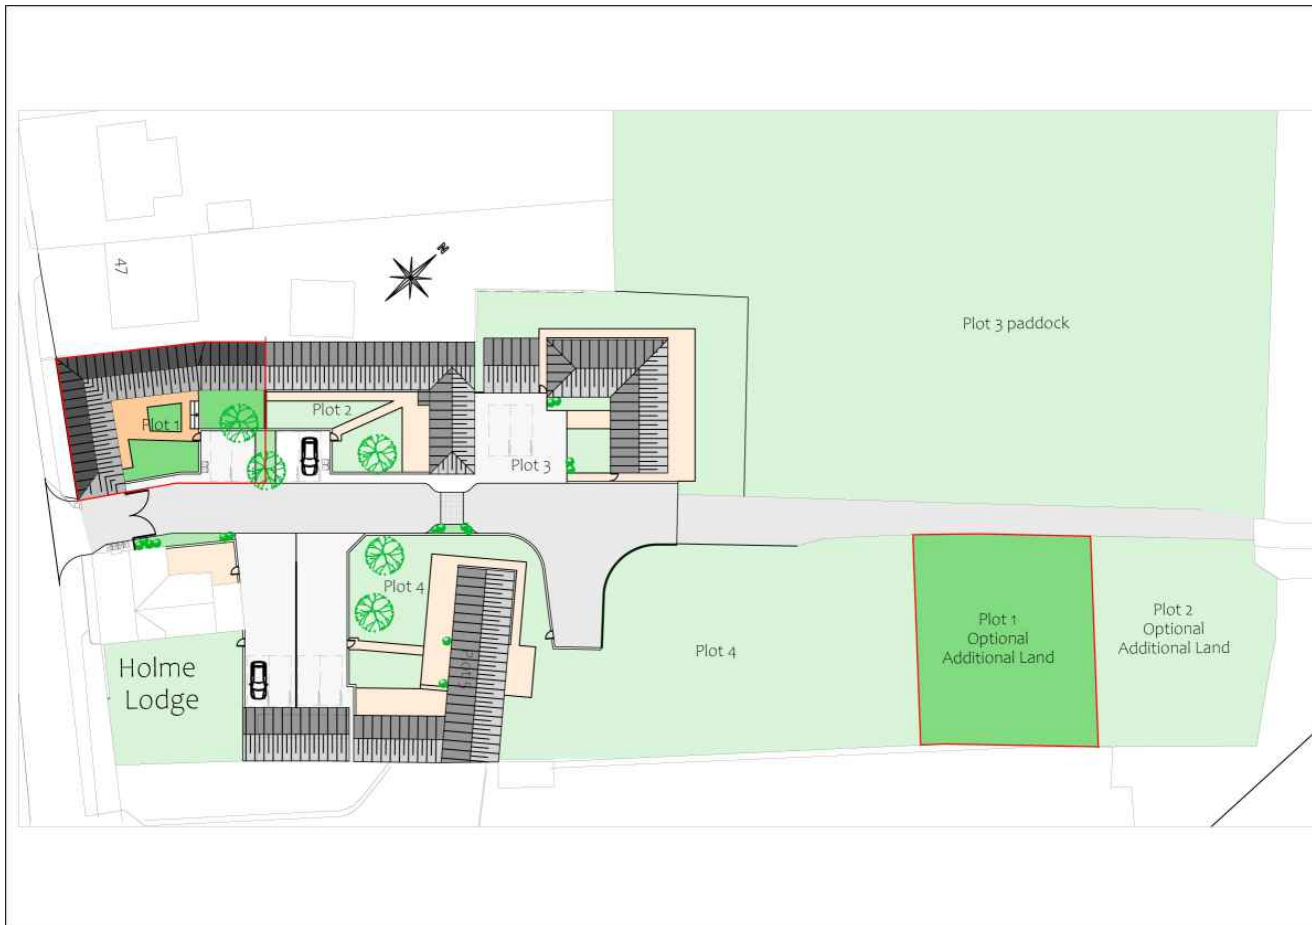 47
N
Plot 3 paddock
Plot 1
Plot 2
Plot 3
Plot 4
Holme
Lodge
Plot 4
Plot 1
Optional
Additional Land
Plot 2
Optional
Additional Land